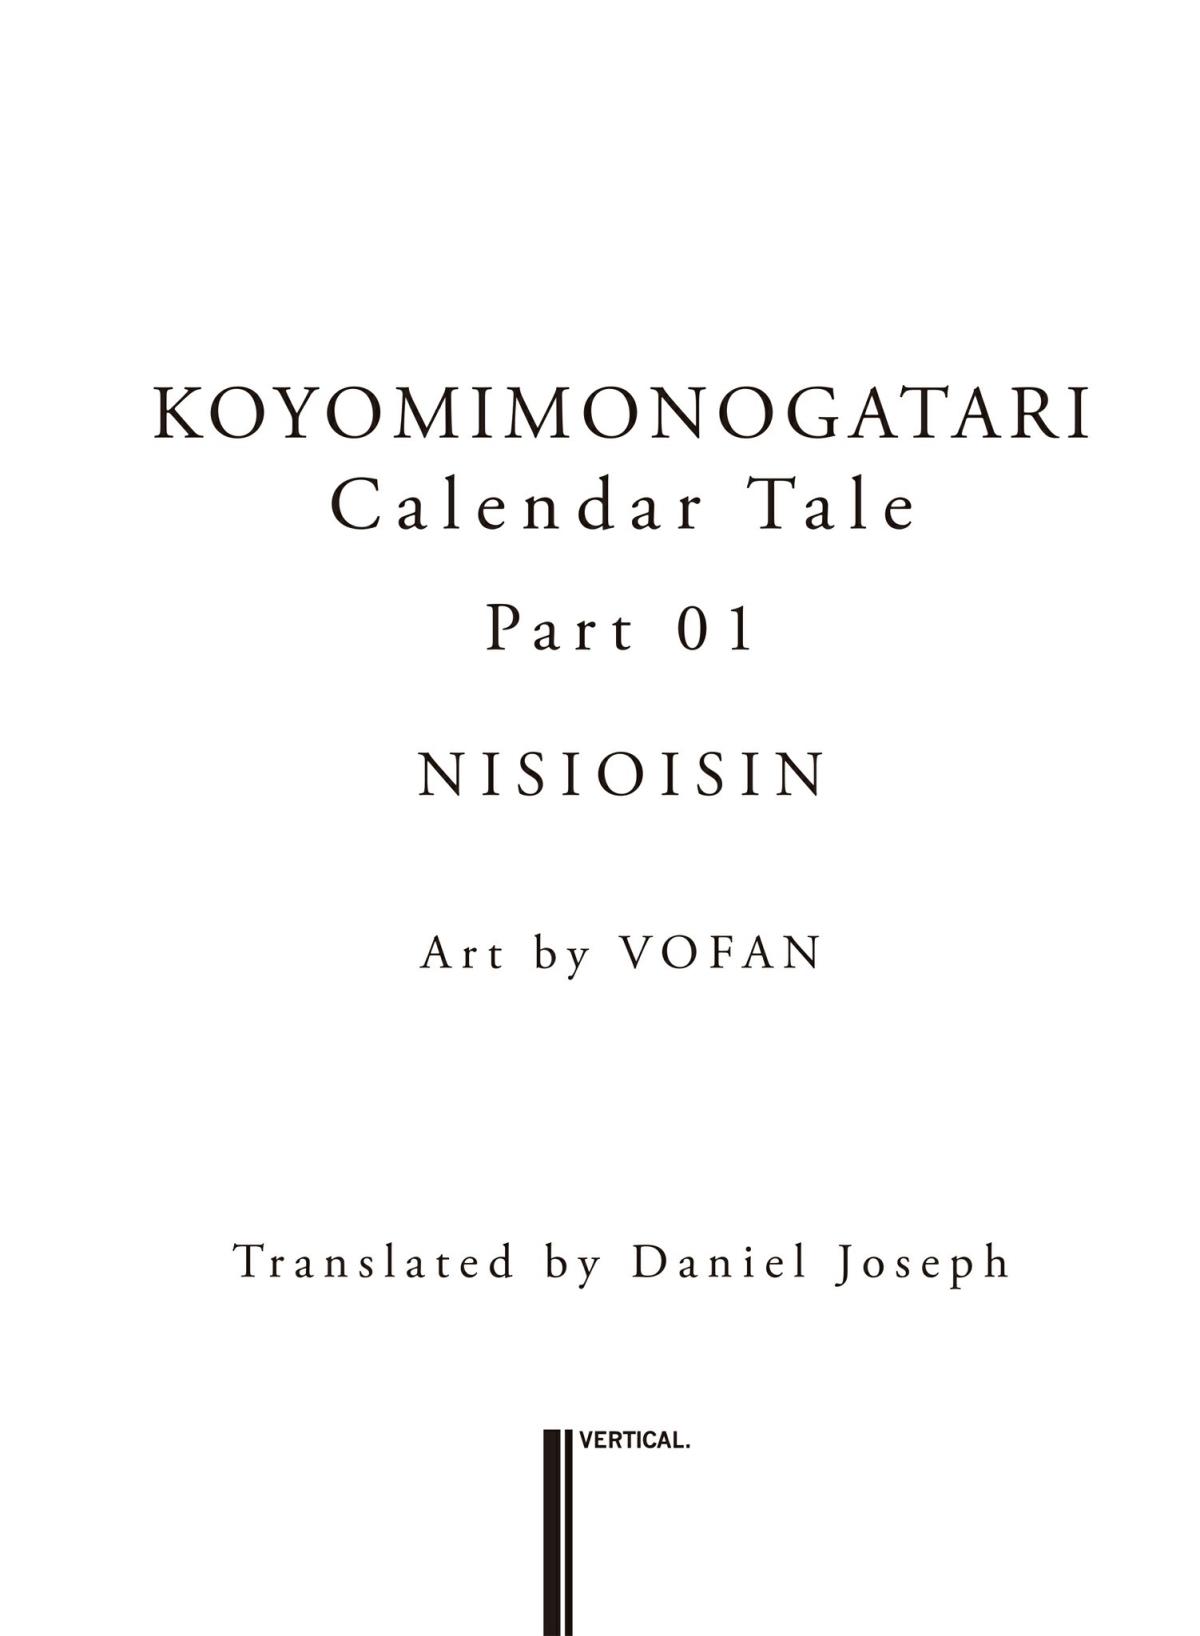 KOYOMIMONOGATARI
Calendar Tale
Part 01
NISIOISIN
Art by VOFAN
Translated by Daniel Joseph
VERTICAL.